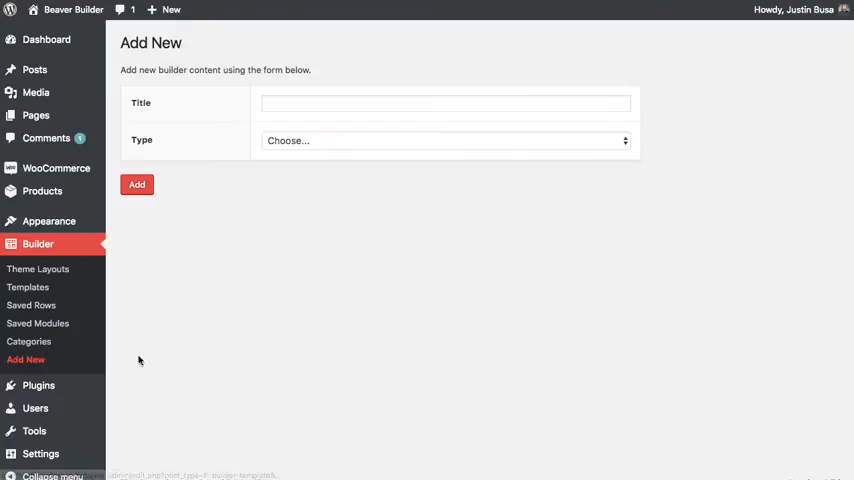 Beaver Builder 1 New Howdy, Justin Busa
Dashboard
Posts
Media
Pages
Comments 1
WooCommerce
Products
Appearance
Builder
Theme Layouts
Templates
Saved Rows
Saved Modules
Categories
Add New
Plugins
Users
Tools
Settings
Collapse menu
Add New
Add new builder content using the form below.
Title
Type Choose...
Add